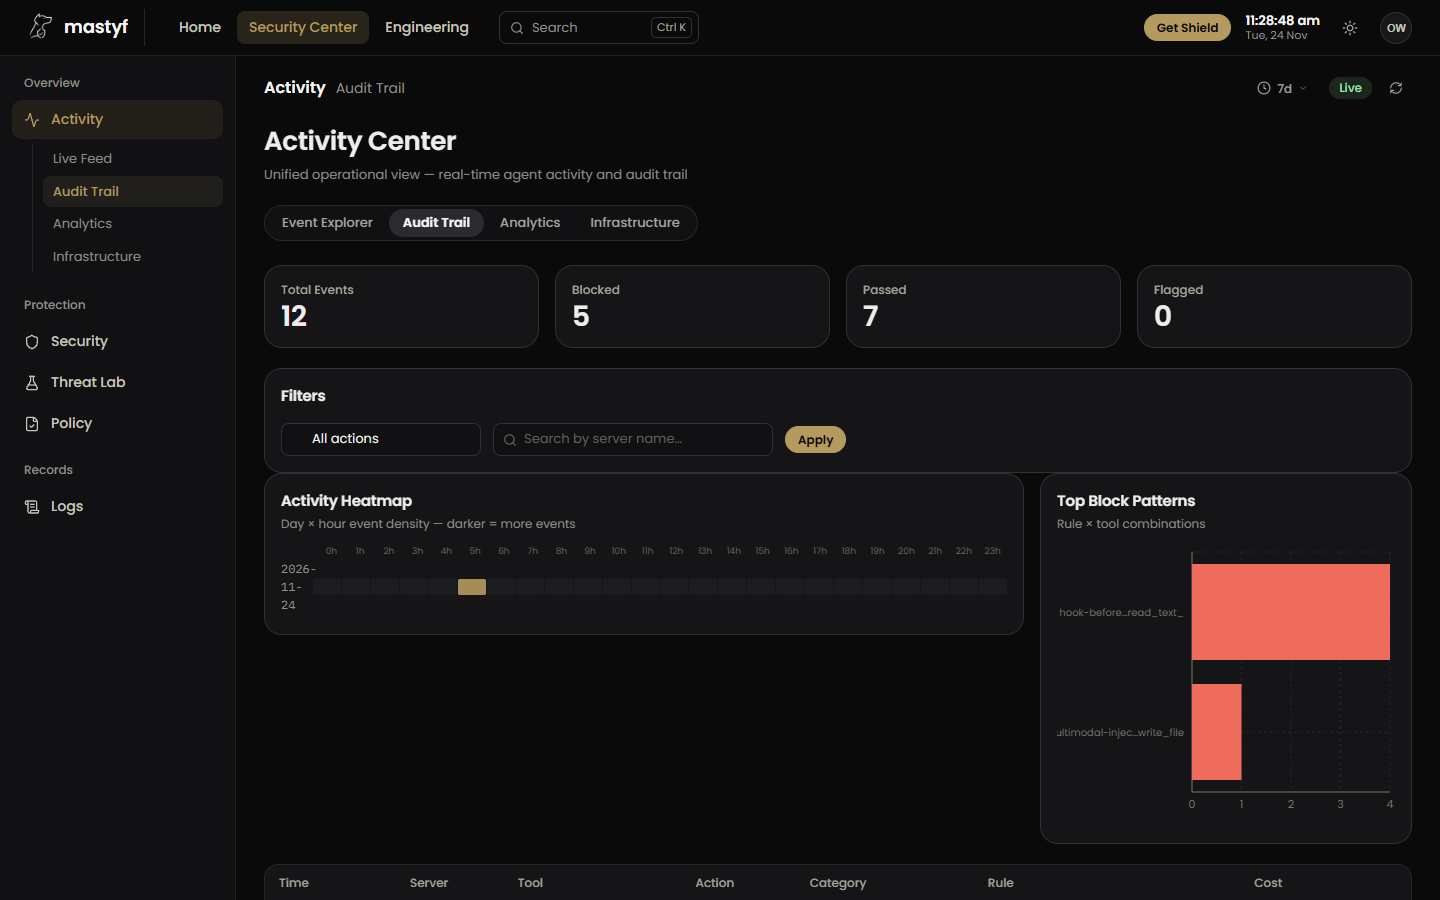 mastyf
Home
Security Center
Engineering
Search
Ctrl K
Get Shield
11:28:48 am
Tue, 24 Nov
OW
Overview
Activity
Live Feed
Audit Trail
Analytics
Infrastructure
Protection
Security
Threat Lab
Policy
Records
Logs
Activity Audit Trail
7d
Live
Activity Center
Unified operational view — real-time agent activity and audit trail
Event Explorer
Audit Trail
Analytics
Infrastructure
Total Events
12
Blocked
5
Passed
7
Flagged
0
Filters
All actions
Search by server name...
Apply
Activity Heatmap
Day × hour event density — darker = more events
0h 1h 2h 3h 4h 5h 6h 7h 8h 9h 10h 11h 12h 13h 14h 15h 16h 17h 18h 19h 20h 21h 22h 23h
2026-
11-
24
Top Block Patterns
Rule × tool combinations
hook-before…read_text_
ultimodal-injec…write_file
0 1 2 3 4
Time Server Tool Action Category Rule Cost